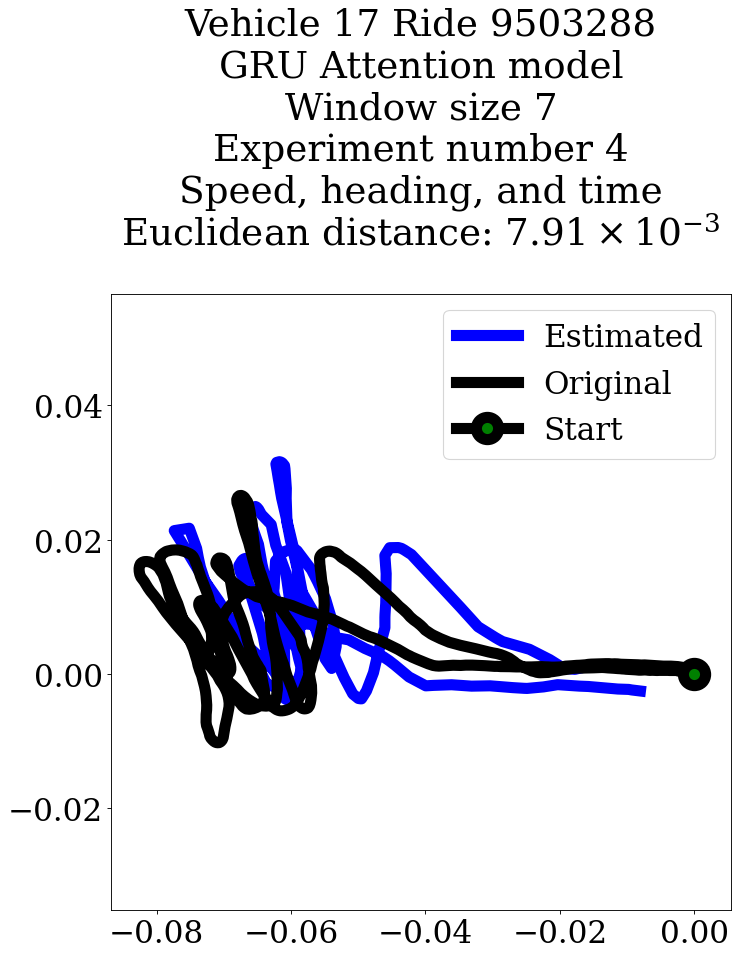 Vehicle 17 Ride 9503288
GRU Attention model
Window size 7
Experiment number 4
Speed, heading, and time
Euclidean distance: 7.91 × 10⁻³
Estimated
Original
Start
0.04
0.02
0.00
−0.02
−0.08 −0.06 −0.04 −0.02 0.00